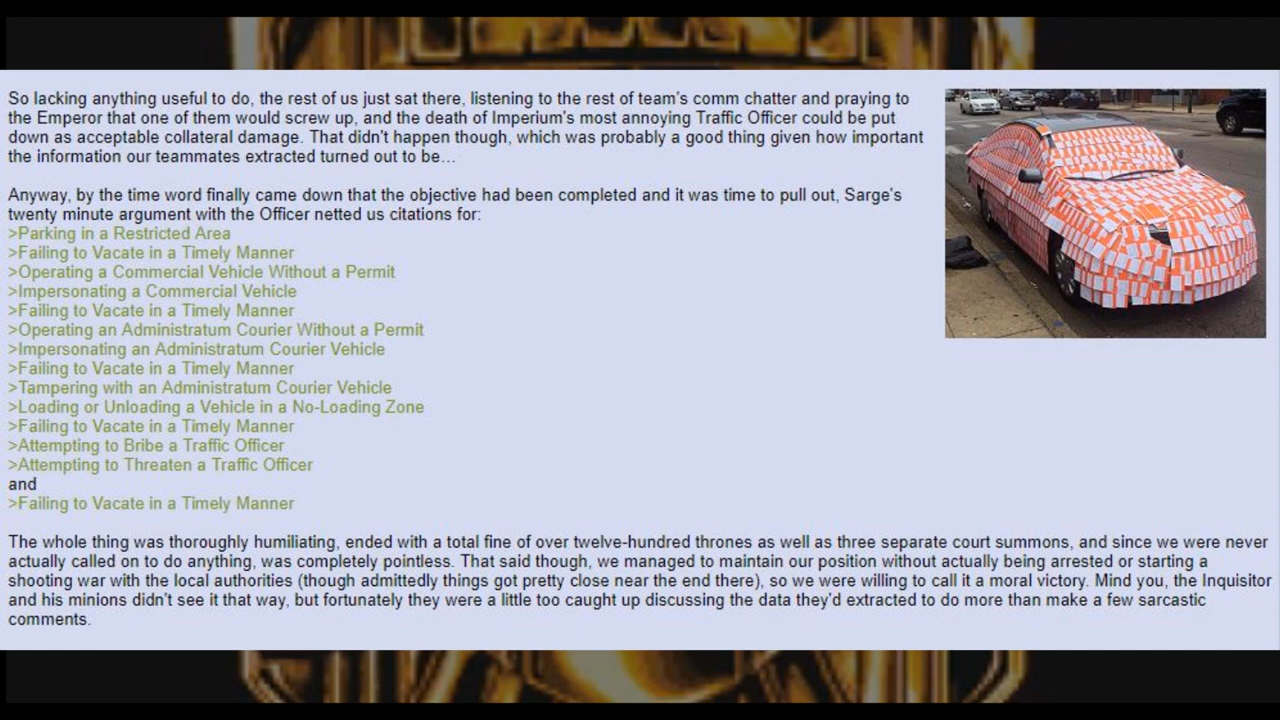 So lacking anything useful to do, the rest of us just sat there, listening to the rest of team's comm chatter and praying to
the Emperor that one of them would screw up, and the death of Imperium's most annoying Traffic Officer could be put
down as acceptable collateral damage. That didn't happen though, which was probably a good thing given how important
the information our teammates extracted turned out to be...
Anyway, by the time word finally came down that the objective had been completed and it was time to pull out, Sarge's
twenty minute argument with the Officer netted us citations for:
>Parking in a Restricted Area
>Failing to Vacate in a Timely Manner
>Operating a Commercial Vehicle Without a Permit
>Impersonating a Commercial Vehicle
>Failing to Vacate in a Timely Manner
>Operating an Administratum Courier Without a Permit
>Impersonating an Administratum Courier Vehicle
>Failing to Vacate in a Timely Manner
>Tampering with an Administratum Courier Vehicle
>Loading or Unloading a Vehicle in a No-Loading Zone
>Failing to Vacate in a Timely Manner
>Attempting to Bribe a Traffic Officer
>Attempting to Threaten a Traffic Officer
and
>Failing to Vacate in a Timely Manner
The whole thing was thoroughly humiliating, ended with a total fine of over twelve-hundred thrones as well as three separate court summons, and since we were never
actually called on to do anything, was completely pointless. That said though, we managed to maintain our position without actually being arrested or starting a
shooting war with the local authorities (though admittedly things got pretty close near the end there), so we were willing to call it a moral victory. Mind you, the Inquisitor
and his minions didn't see it that way, but fortunately they were a little too caught up discussing the data they'd extracted to do more than make a few sarcastic
comments.